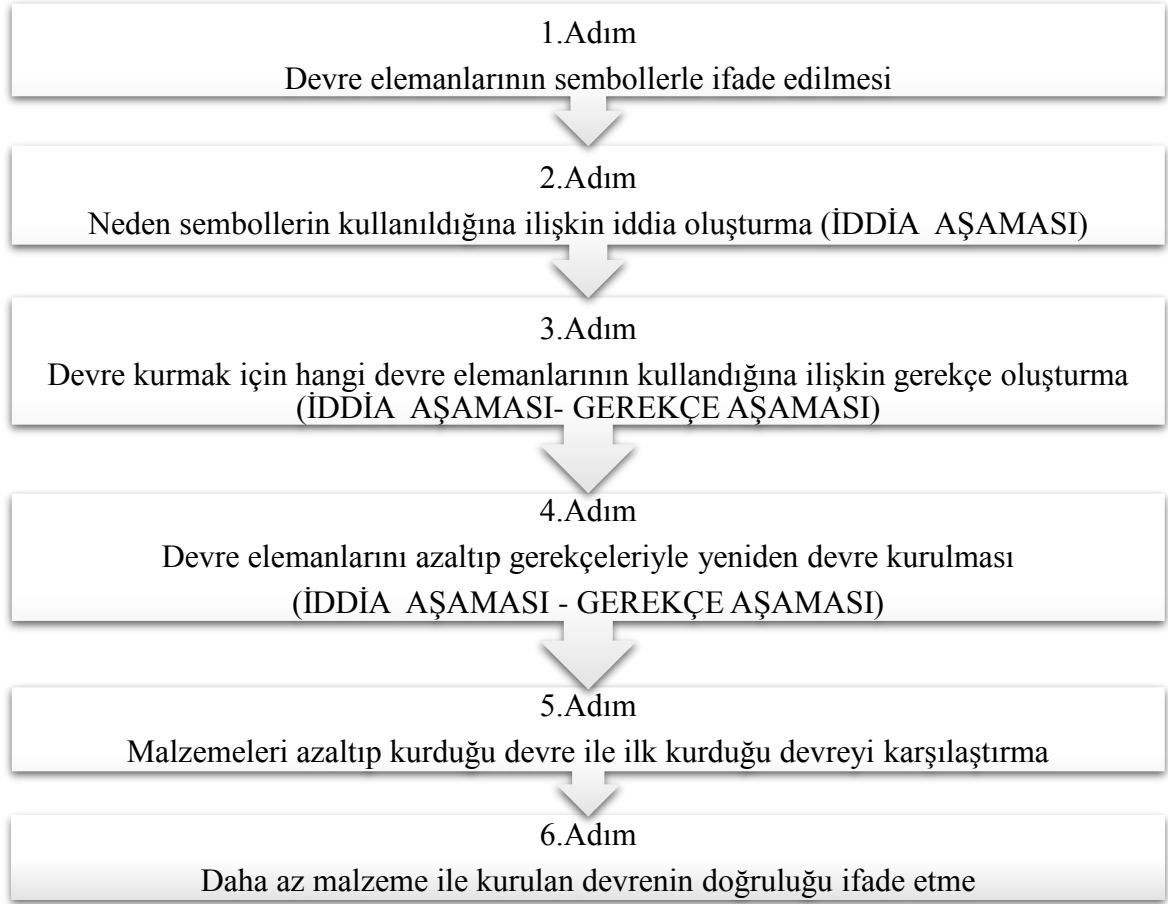 1.Adım
Devre elemanlarının sembollerle ifade edilmesi
2.Adım
Neden sembollerin kullanıldığına ilişkin iddia oluşturma (İDDİA AŞAMASI)
3.Adım
Devre kurmak için hangi devre elemanlarının kullandığına ilişkin gerekçe oluşturma
(İDDİA AŞAMASI- GEREKÇE AŞAMASI)
4.Adım
Devre elemanlarını azaltıp gerekçeleriyle yeniden devre kurulması
(İDDİA AŞAMASI - GEREKÇE AŞAMASI)
5.Adım
Malzemeleri azaltıp kurduğu devre ile ilk kurduğu devreyi karşılaştırma
6.Adım
Daha az malzeme ile kurulan devrenin doğruluğu ifade etme